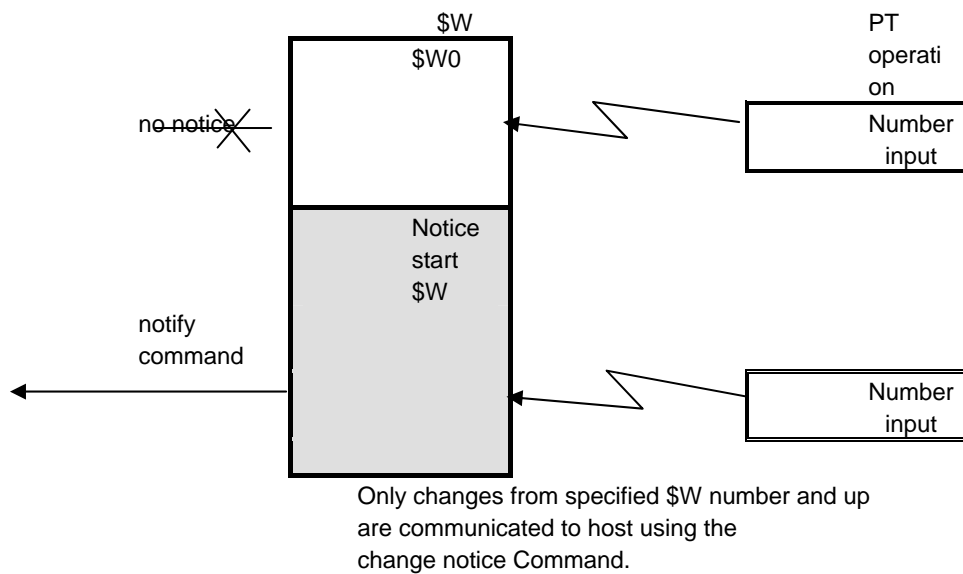 $W
$W0
PT
operati
on
no notice
Number
input
Notice
start
$W
notify
command
Number
input
Only changes from specified $W number and up
are communicated to host using the
change notice Command.